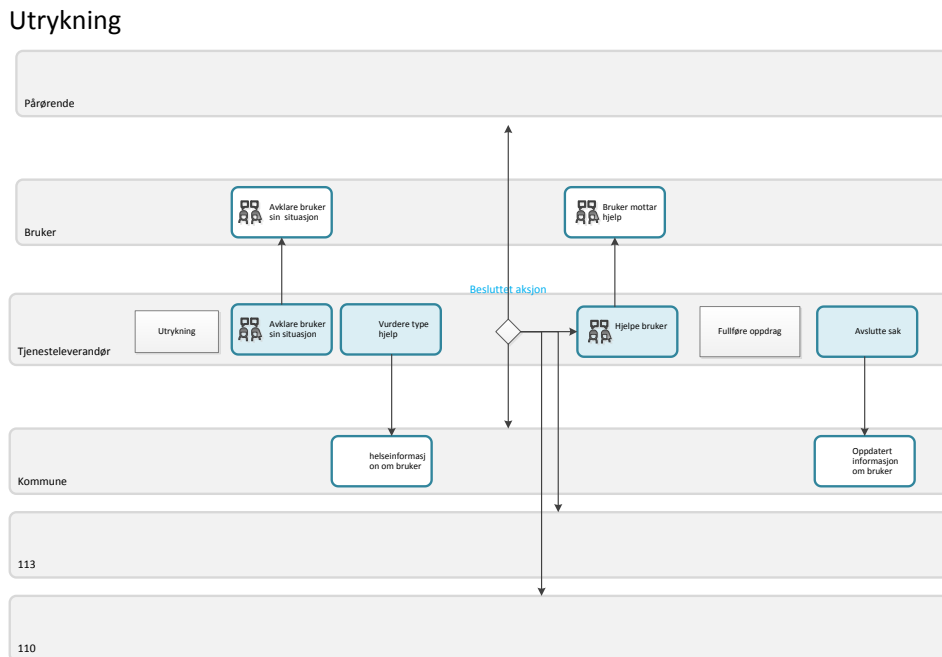 Utrykning
Pårørende
Avklare bruker
sin situasjon
Bruker mottar
hjelp
Bruker
Besluttet aksjon
Utrykning
Avklare bruker
sin situasjon
Vurdere type
hjelp
Hjelpe bruker
Fullføre oppdrag
Avslutte sak
Tjenesteleverandør
helseinformasj
on om bruker
Oppdatert
informasjon
om bruker
Kommune
113
110